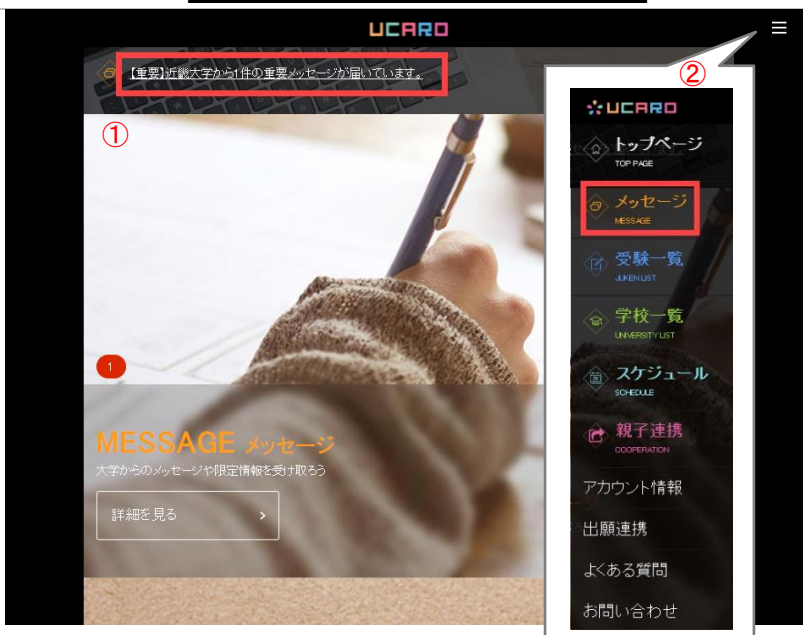 UCARO
【重要】近畿大学から1件の重要メッセージが届いています。
①
1
MESSAGE メッセージ
大学からのメッセージや限定情報を受け取ろう
詳細を見る
②
UCARO
トップページ
TOP PAGE
メッセージ
MESSAGE
受験一覧
JUKEN LIST
学校一覧
UNIVERSITY LIST
スケジュール
SCHEDULE
親子連携
COOPERATION
アカウント情報
出願連携
よくある質問
お問い合わせ